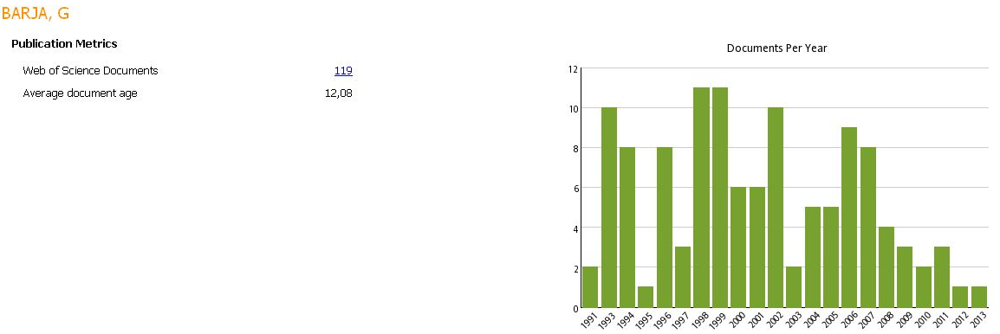 BARJA, G
Publication Metrics
Web of Science Documents 119
Average document age 12,08
Documents Per Year
12
10
8
6
4
2
0
1991 1993 1994 1995 1996 1997 1998 1999 2000 2001 2002 2003 2004 2005 2006 2007 2008 2009 2010 2011 2012 2013